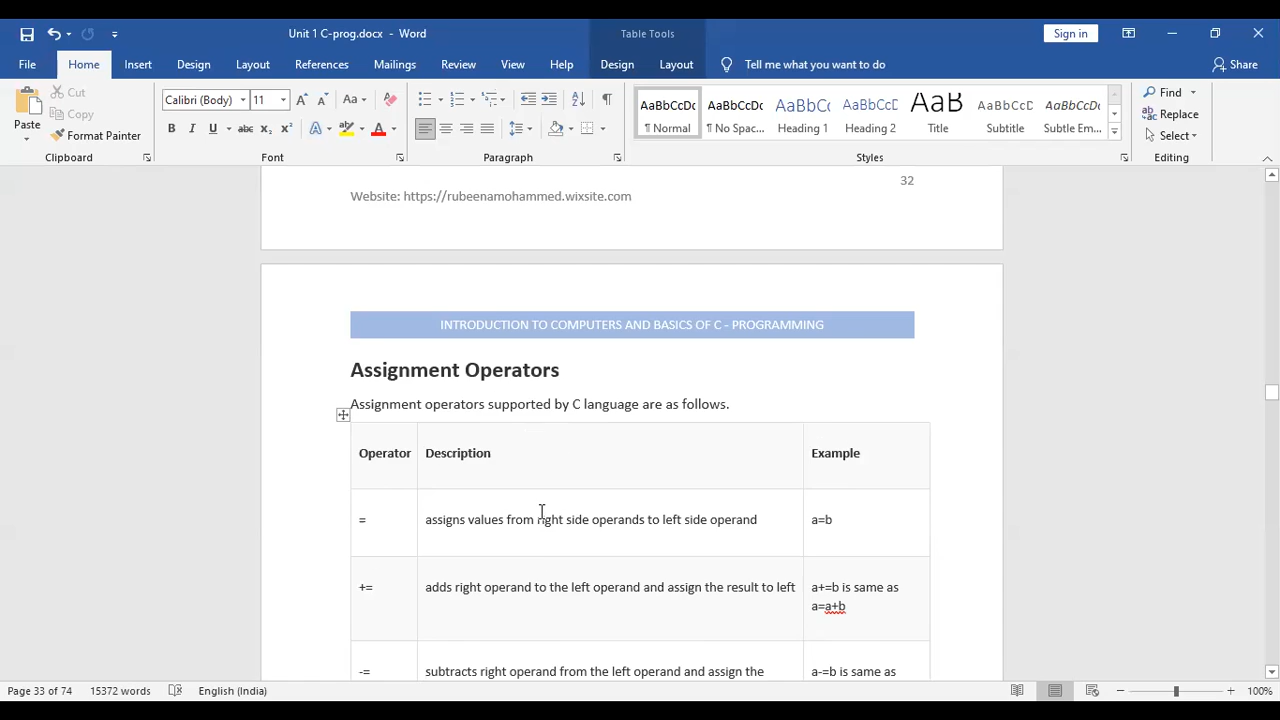 Unit 1 C-prog.docx - Word
Table Tools
Sign in
File Home Insert Design Layout References Mailings Review View Help Design Layout Tell me what you want to do Share
Paste
Cut
Copy
Format Painter
Clipboard
Calibri (Body) 11
Aa
B I U abc x₂ x²
Font
Paragraph
AaBbCcDc AaBbCcDc AaBbCc AaBbCcD AaB AaBbCcD AaBbCcDc
¶ Normal ¶ No Spac... Heading 1 Heading 2 Title Subtitle Subtle Em...
Styles
Find
Replace
Select
Editing
32
Website: https://rubeenamohammed.wixsite.com
INTRODUCTION TO COMPUTERS AND BASICS OF C - PROGRAMMING
Assignment Operators
Assignment operators supported by C language are as follows.
Operator Description Example
= assigns values from right side operands to left side operand a=b
+= adds right operand to the left operand and assign the result to left a+=b is same as
a=a+b
-= subtracts right operand from the left operand and assign the a-=b is same as
Page 33 of 74 15372 words English (India) 100%